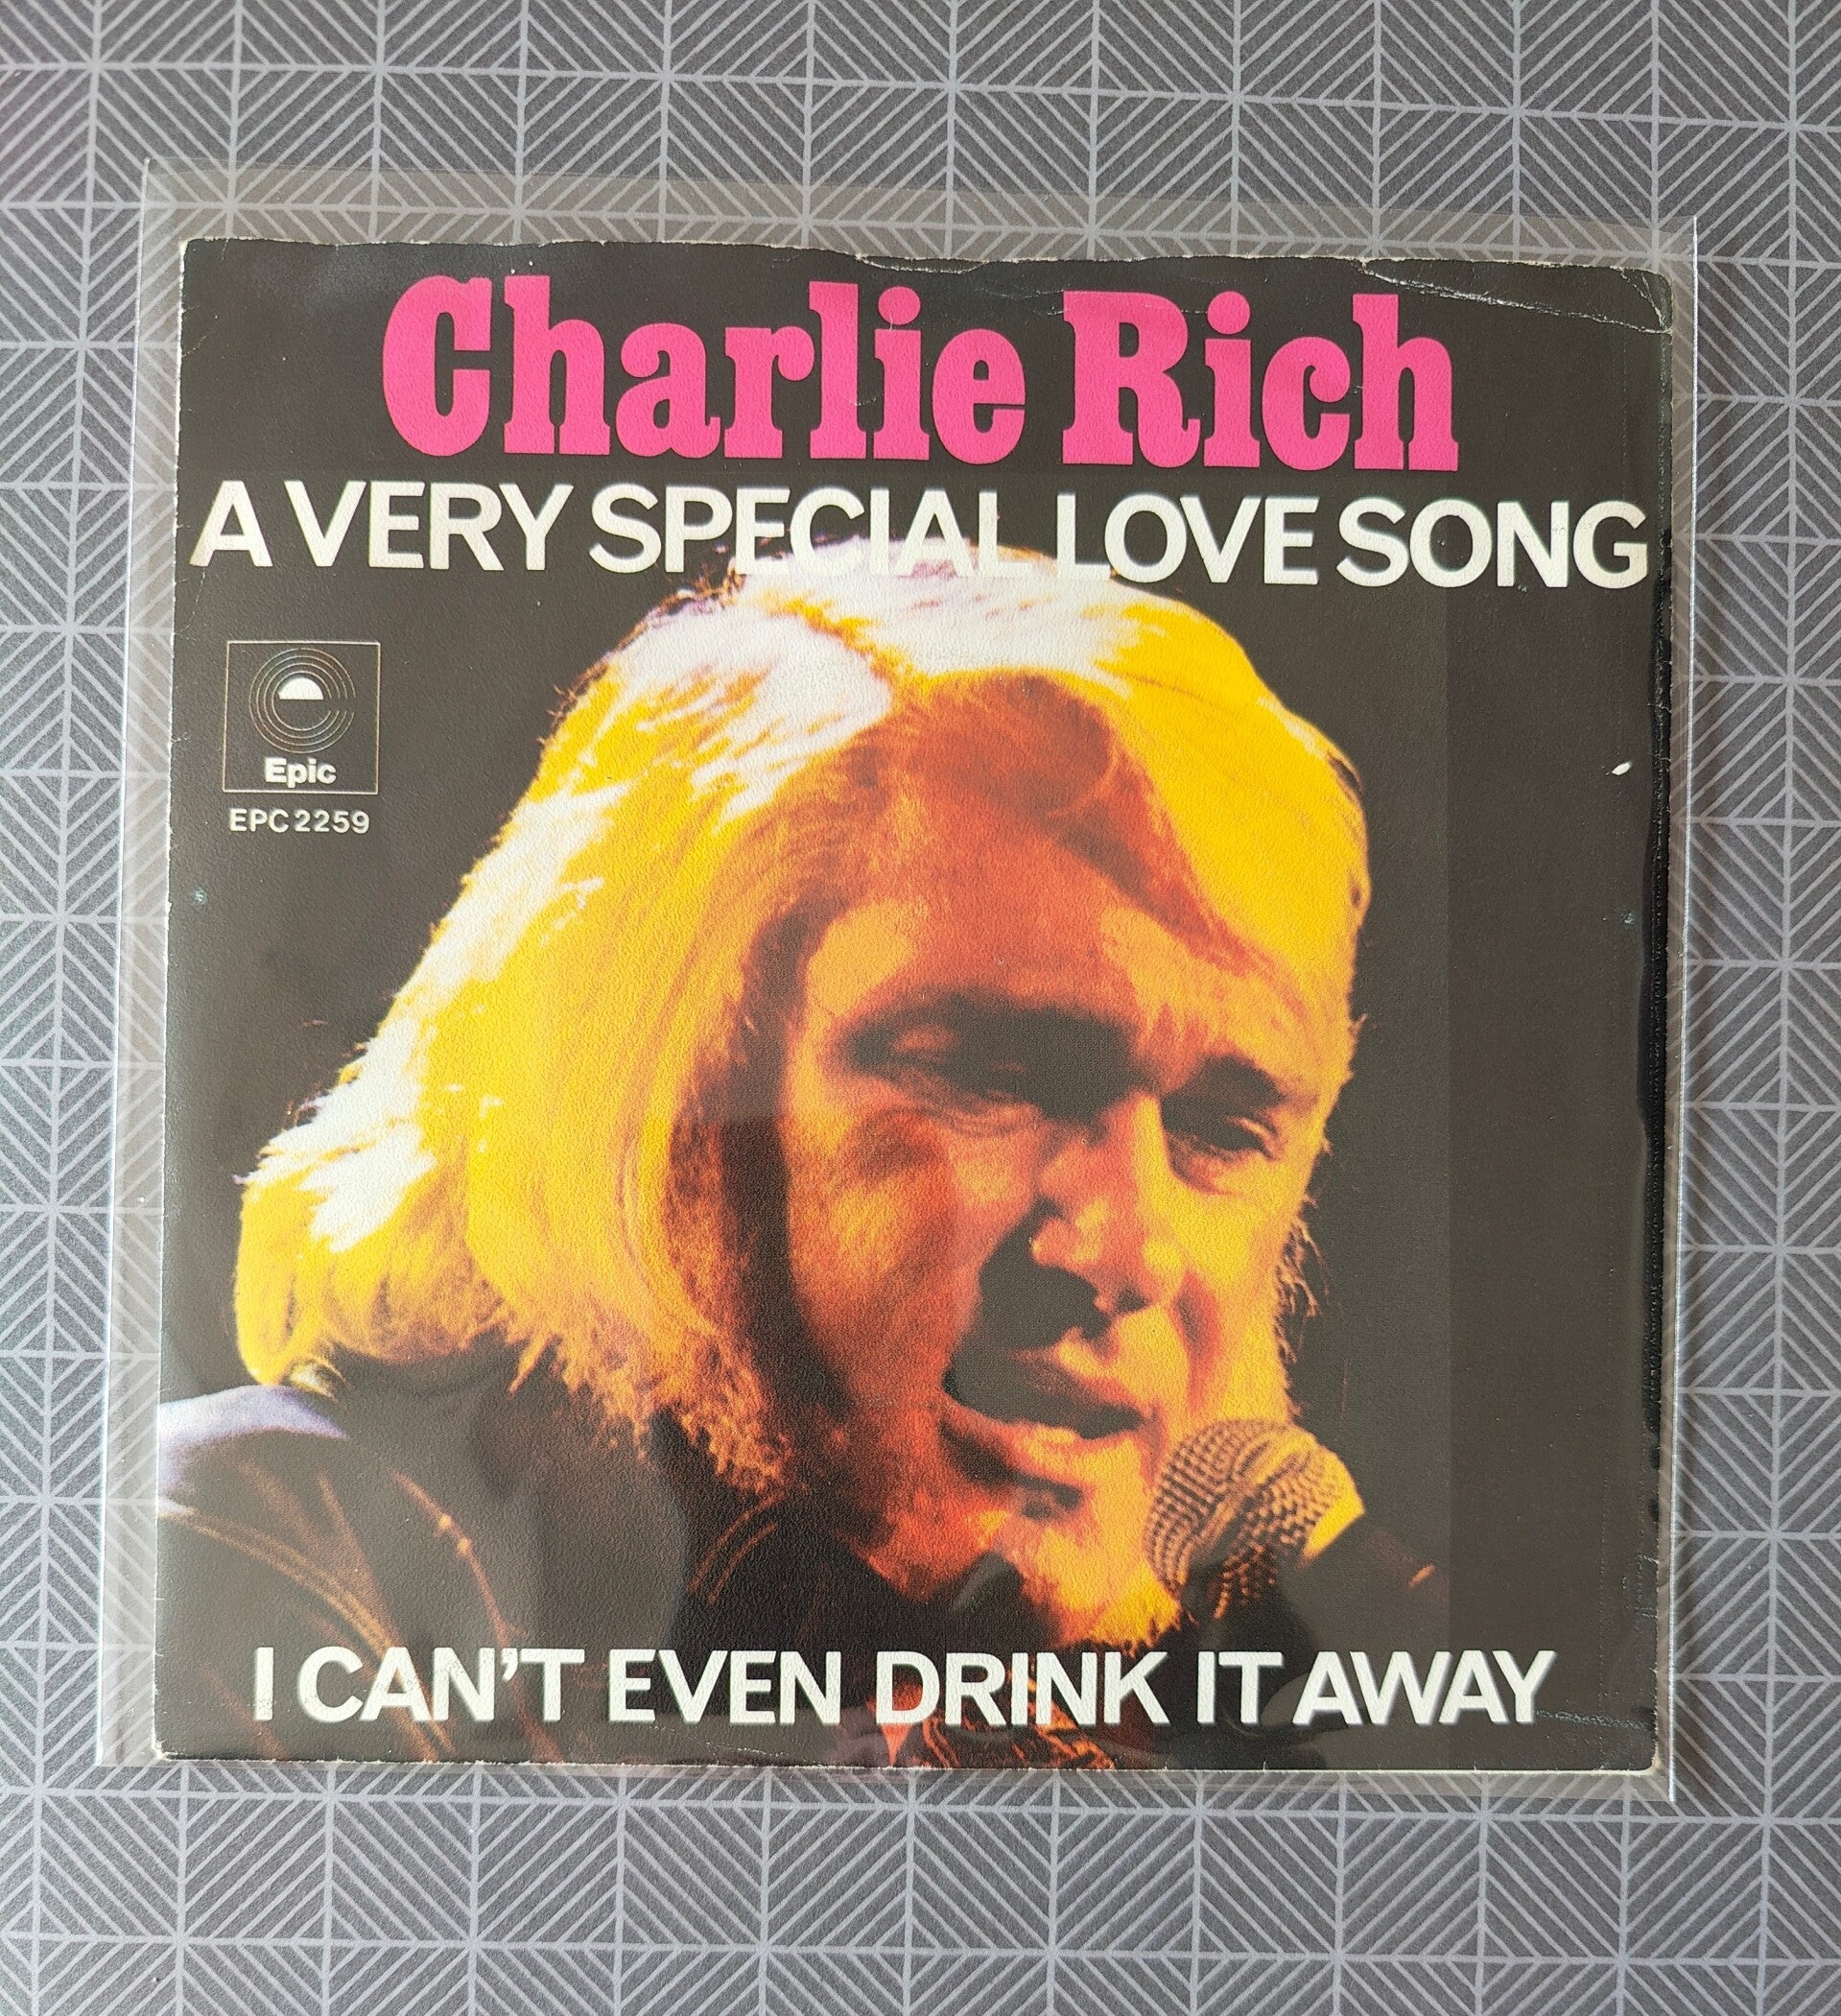 Charlie Rich
A VERY SPECIAL LOVE SONG
Epic
EPC 2259
I CAN'T EVEN DRINK IT AWAY